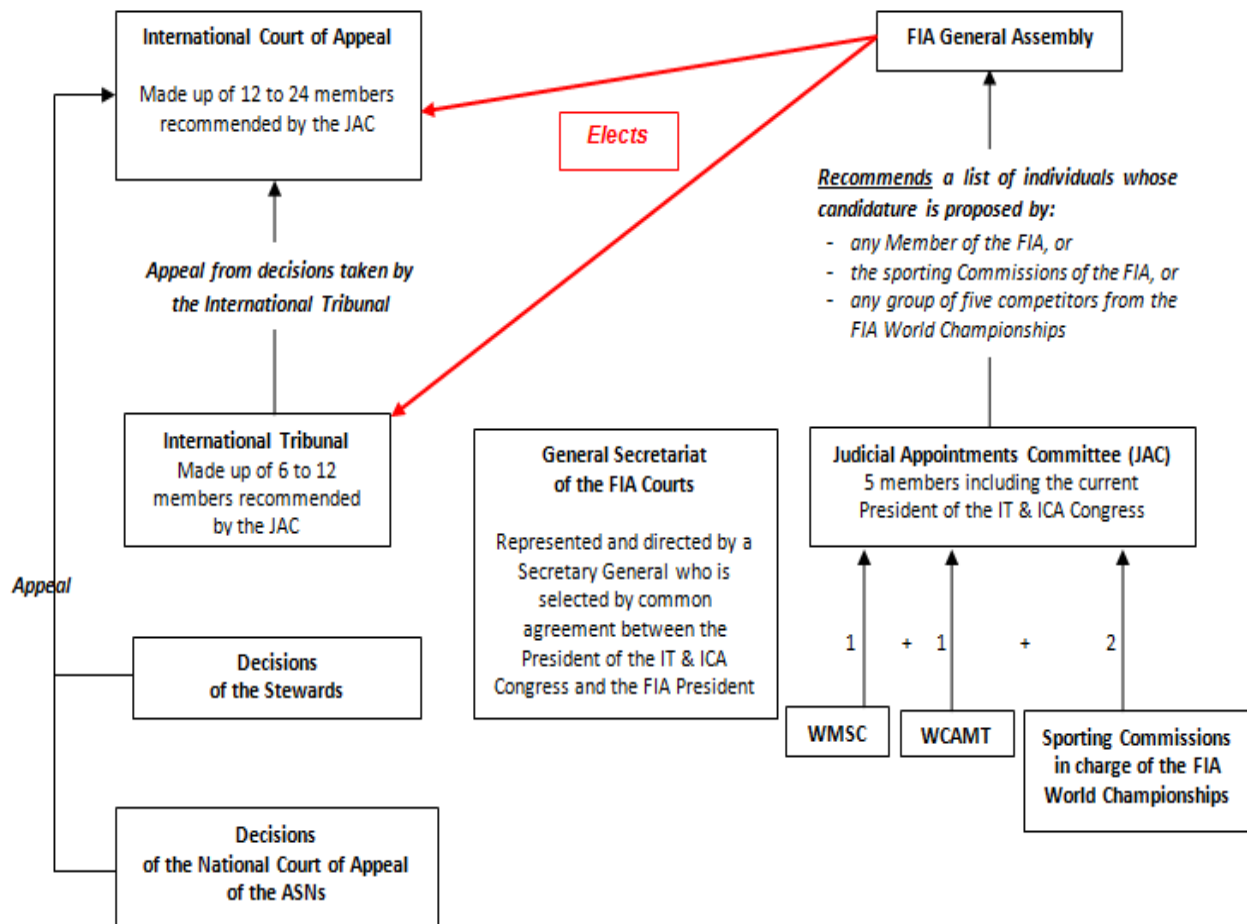 International Court of Appeal
Made up of 12 to 24 members
recommended by the JAC
FIA General Assembly
Elects
Recommends a list of individuals whose
candidature is proposed by:
- any Member of the FIA, or
- the sporting Commissions of the FIA, or
- any group of five competitors from the
FIA World Championships
Appeal from decisions taken by
the International Tribunal
International Tribunal
Made up of 6 to 12
members recommended
by the JAC
General Secretariat
of the FIA Courts
Represented and directed by a
Secretary General who is
selected by common
agreement between the
President of the IT & ICA
Congress and the FIA President
Judicial Appointments Committee (JAC)
5 members including the current
President of the IT & ICA Congress
Appeal
1 + 1 + 2
Decisions
of the Stewards
WMSC
WCAMT
Sporting Commissions
in charge of the FIA
World Championships
Decisions
of the National Court of Appeal
of the ASNs